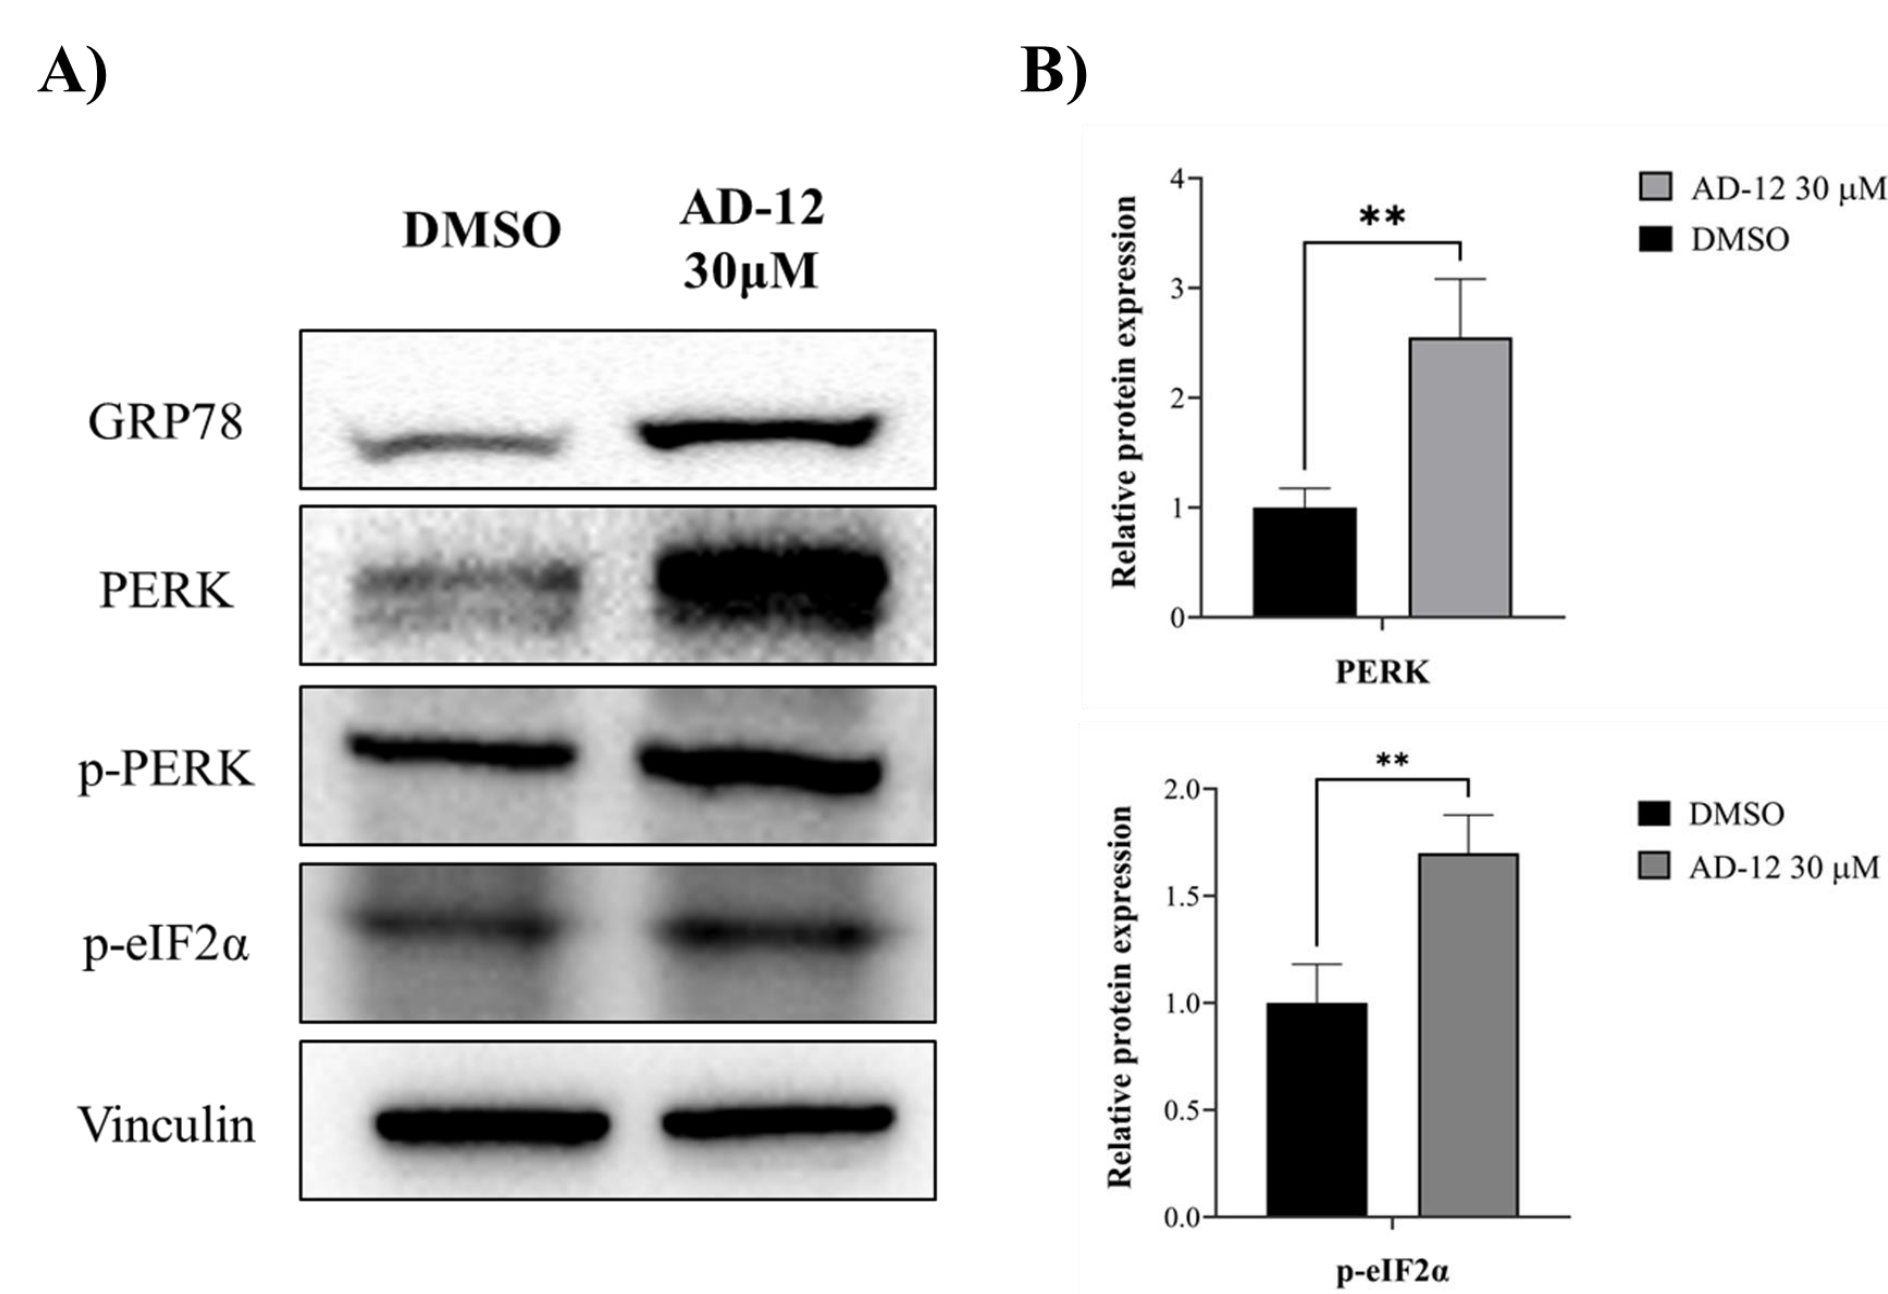 A)
DMSO
AD-12
30μM
GRP78
PERK
p-PERK
p-eIF2α
Vinculin
B)
Relative protein expression
4
3
2
1
0
**
PERK
AD-12 30 μM
DMSO
Relative protein expression
2.0
1.5
1.0
0.5
0.0
**
p-eIF2α
DMSO
AD-12 30 μM